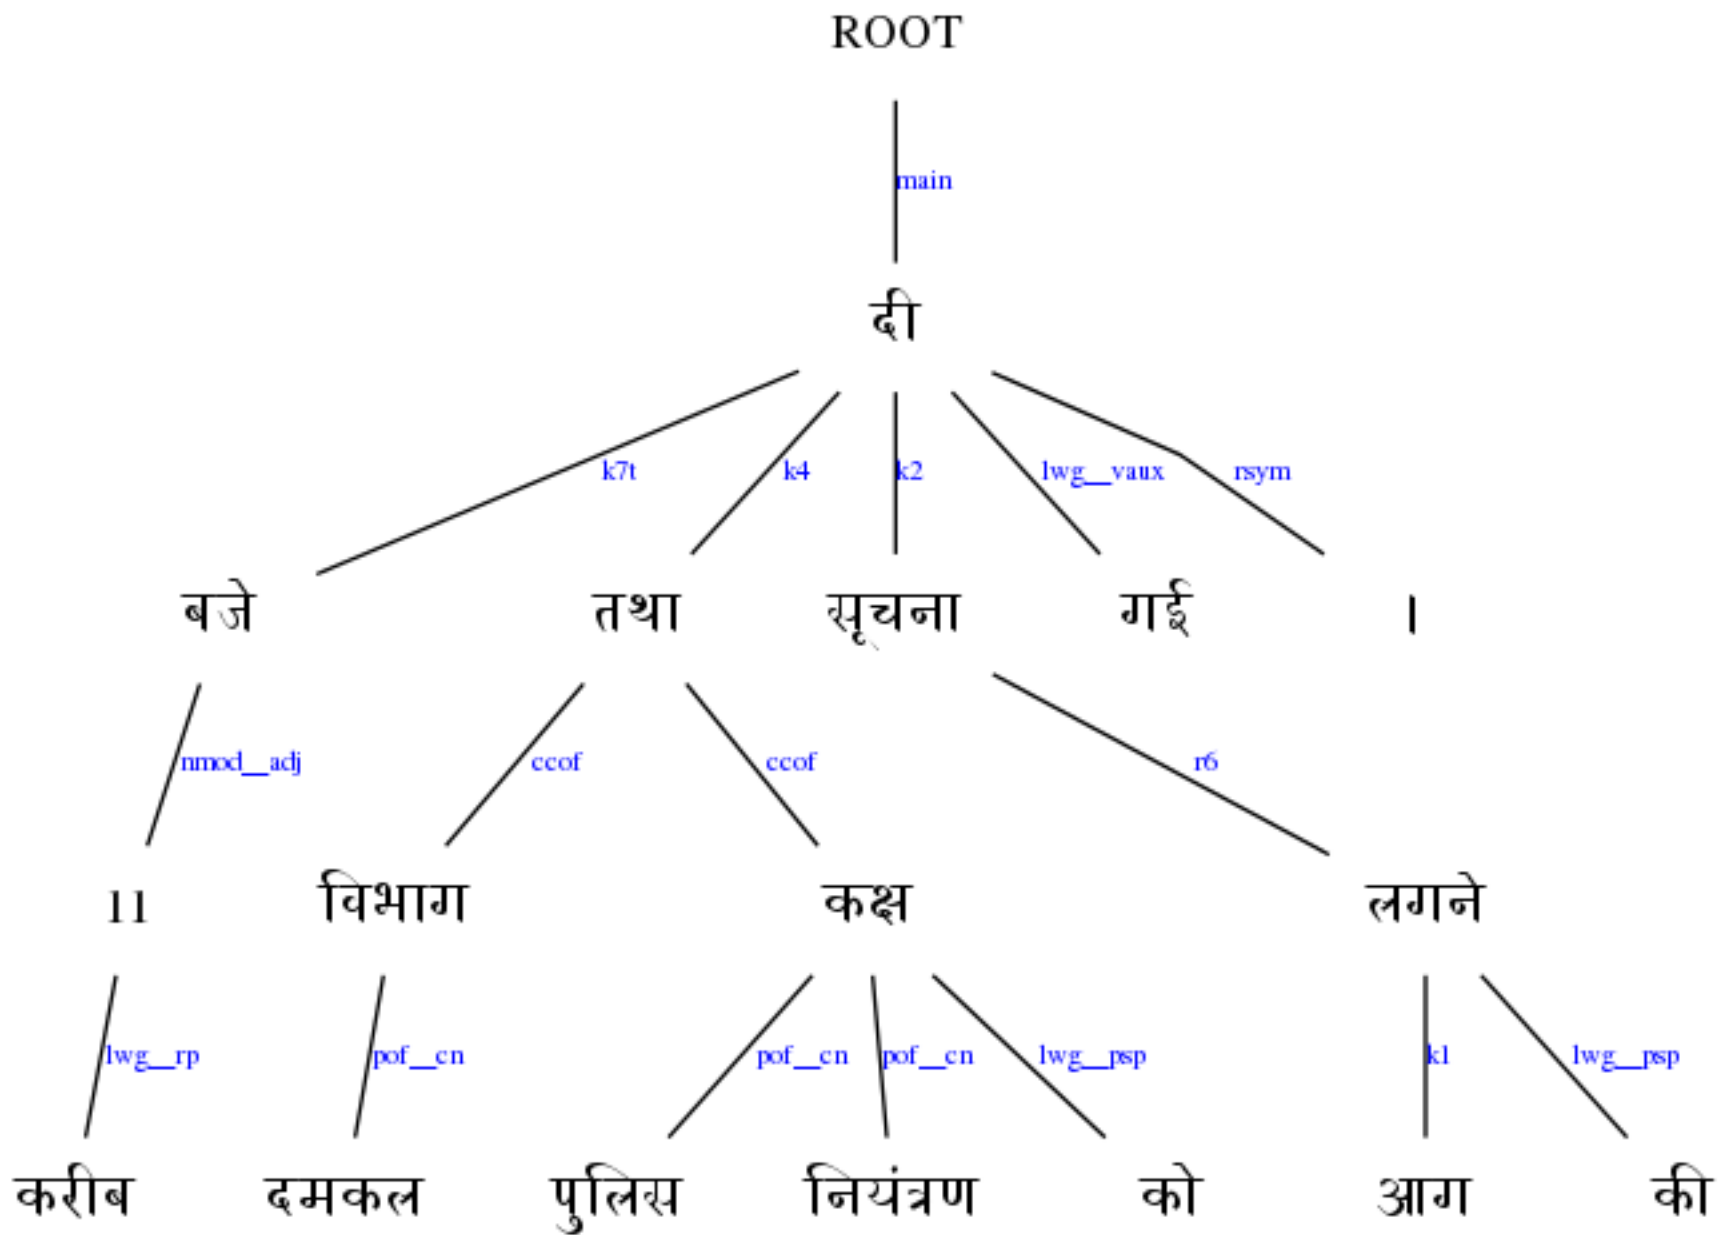 ROOT
main
दी
k7t k4 k2 lwg__vaux rsym
बजे तथा सूचना गई ।
nmod__adj ccof ccof r6
11 विभाग कक्ष लगने
lwg__rp pof__cn pof__cn pof__cn lwg__psp k1 lwg__psp
करीब दमकल पुलिस नियंत्रण को आग की